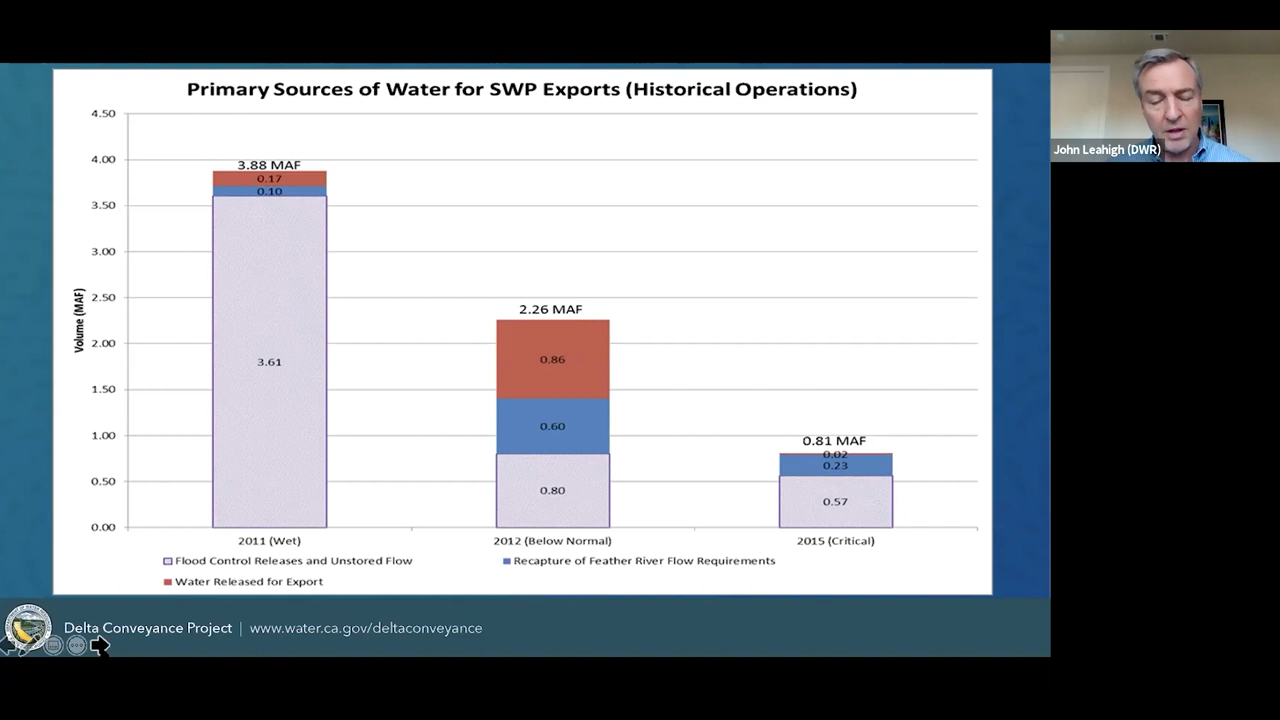 Primary Sources of Water for SWP Exports (Historical Operations)
4.50
4.00
3.50
3.00
2.50
2.00
1.50
1.00
0.50
0.00
Volume (MAF)
3.88 MAF
0.17
0.10
3.61
2.26 MAF
0.86
0.60
0.80
0.81 MAF
0.02
0.23
0.57
2011 (Wet)
2012 (Below Normal)
2015 (Critical)
Flood Control Releases and Unstored Flow
Recapture of Feather River Flow Requirements
Water Released for Export
Delta Conveyance Project | www.water.ca.gov/deltaconveyance
John Leahigh (DWR)